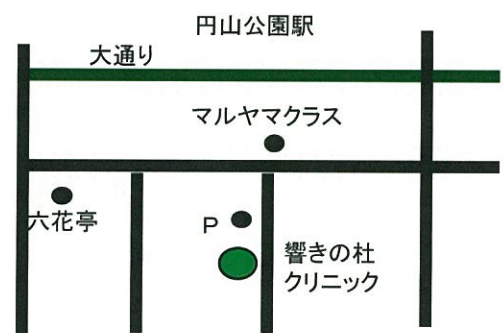 円山公園駅
大通り
マルヤマクラス
六花亭
P
響きの杜
クリニック